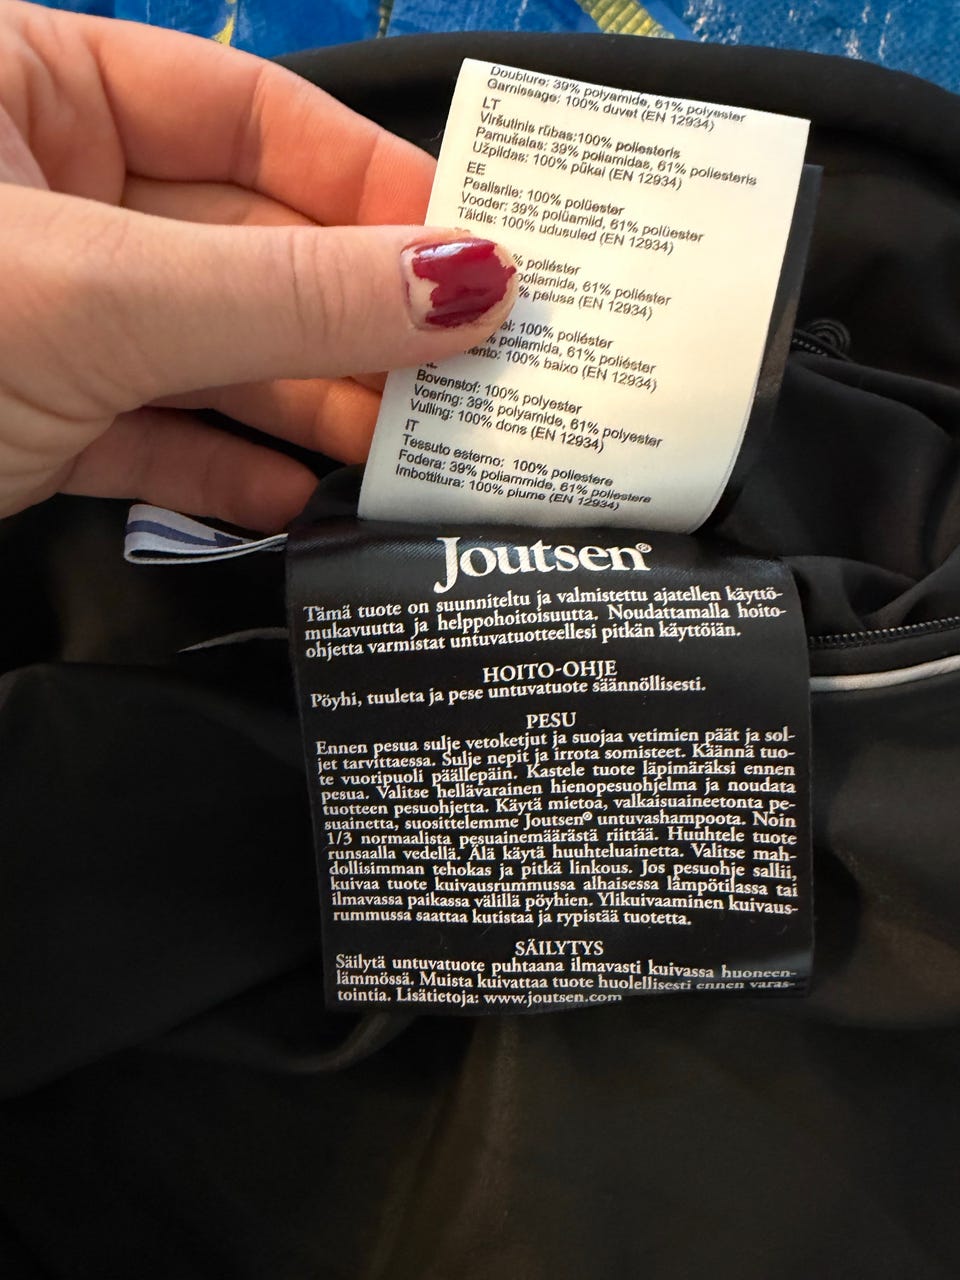 Doublure: 39% polyamide, 61% polyester
Garnissage: 100% duvet (EN 12934)
LT
Viršutinis rūbas:100% poliesteris
Pamušalas: 39% poliamidas, 61% poliesteris
Užpildas: 100% pūkai (EN 12934)
EE
Pealisriie: 100% polüester
Vooder: 39% polüamiid, 61% polüester
Täidis: 100% udusuled (EN 12934)
% poliéster
poliamida, 61% poliéster
% pelusa (EN 12934)
100% poliéster
% poliamida, 61% poliéster
100% baixo (EN 12934)
Bovenstof: 100% polyester
Voering: 39% polyamide, 61% polyester
Vulling: 100% dons (EN 12934)
IT
Tessuto esterno: 100% poliestere
Fodera: 39% poliammide, 61% poliestere
Imbottitura: 100% piume (EN 12934)
Joutsen®
Tämä tuote on suunniteltu ja valmistettu ajatellen käyttö-
mukavuutta ja helppohoitoisuutta. Noudattamalla hoito-
ohjetta varmistat untuvatuotteellesi pitkän käyttöiän.
HOITO-OHJE
Pöyhi, tuuleta ja pese untuvatuote säännöllisesti.
PESU
Ennen pesua sulje vetoketjut ja suojaa vetimien päät ja sol-
jet tarvittaessa. Sulje nepit ja irrota somisteet. Käännä tuo-
te vuoripuoli päällepäin. Kastele tuote läpimäräksi ennen
pesua. Valitse hellävarainen hienopesuohjelma ja noudata
tuotteen pesuohjetta. Käytä mietoa, valkaisuaineetonta pe-
suainetta, suosittelemme Joutsen® untuvashampoota. Noin
1/3 normaalista pesuainemäärästä riittää. Huuhtele tuote
runsaalla vedellä. Älä käytä huuhteluainetta. Valitse mah-
dollisimman tehokas ja pitkä linkous. Jos pesuohje sallii,
kuivaa tuote kuivausrummussa alhaisessa lämpötilassa tai
ilmavassa paikassa välillä pöyhien. Ylikuivaaminen kuivaus-
rummussa saattaa kutistaa ja rypistää tuotetta.
SÄILYTYS
Säilytä untuvatuote puhtaana ilmavasti kuivassa huoneen-
lämmössä. Muista kuivattaa tuote huolellisesti ennen varas-
tointia. Lisätietoja: www.joutsen.com